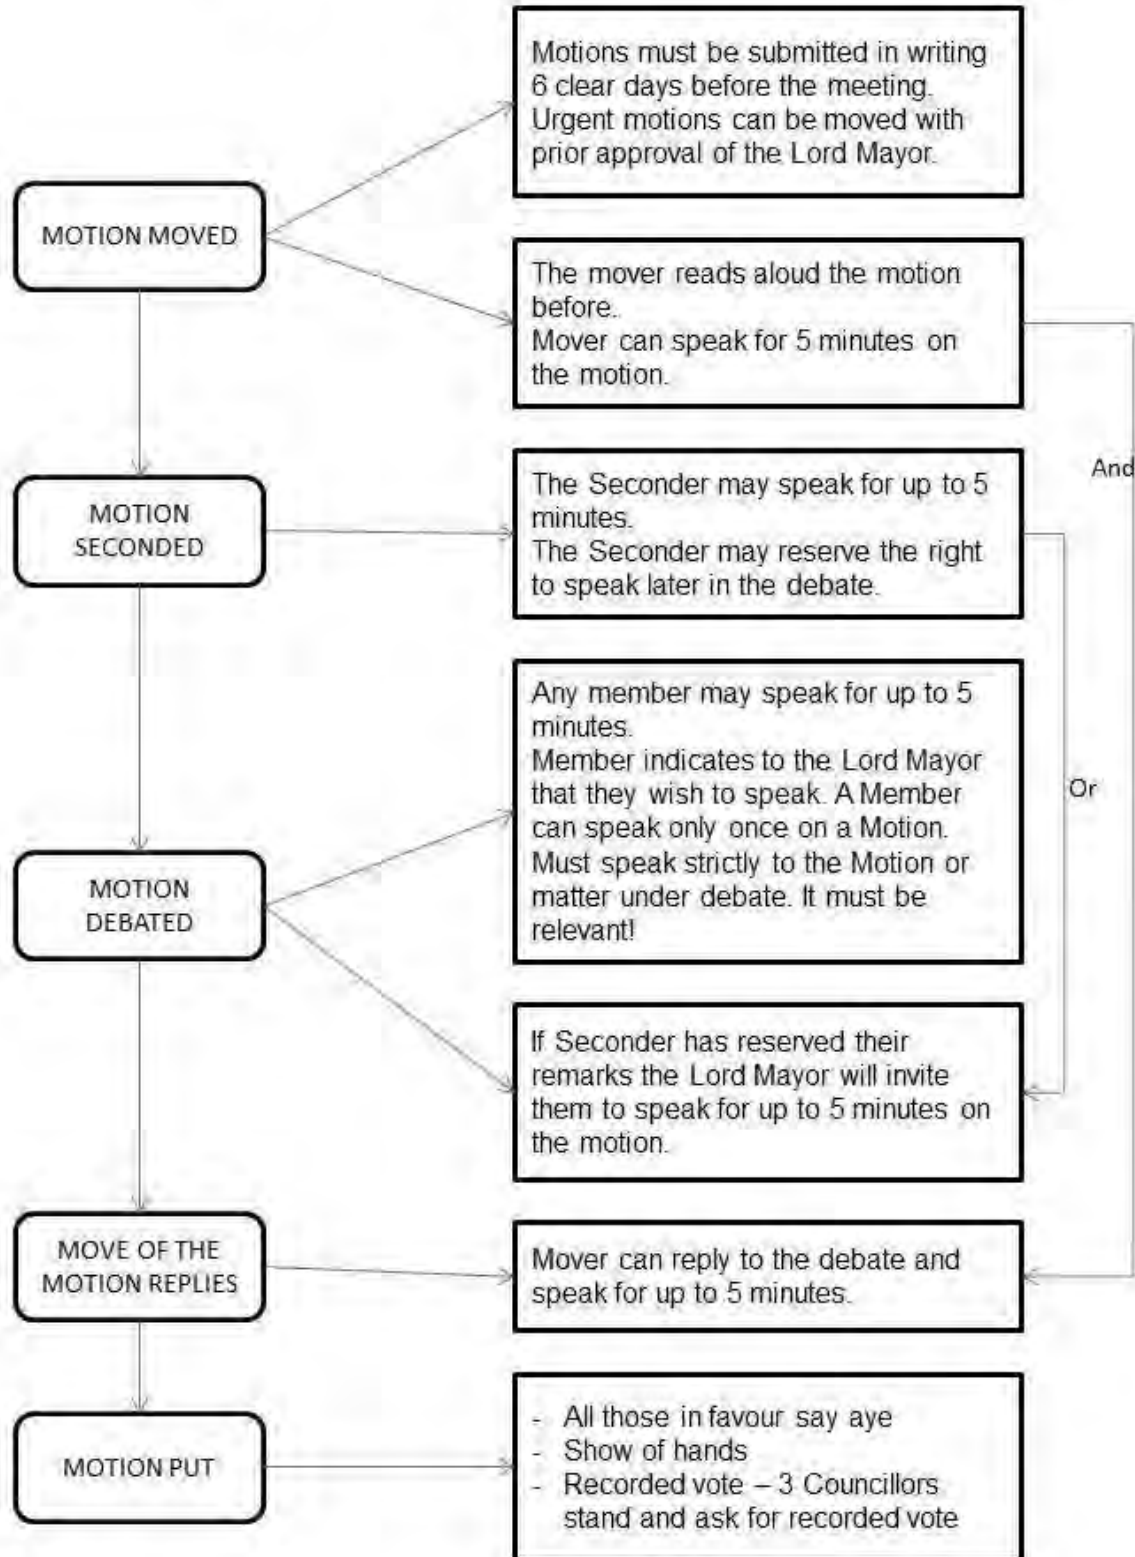 Motions must be submitted in writing
6 clear days before the meeting.
Urgent motions can be moved with
prior approval of the Lord Mayor.
MOTION MOVED
The mover reads aloud the motion
before.
Mover can speak for 5 minutes on
the motion.
And
MOTION
SECONDED
The Seconder may speak for up to 5
minutes.
The Seconder may reserve the right
to speak later in the debate.
Any member may speak for up to 5
minutes.
Member indicates to the Lord Mayor
that they wish to speak. A Member
can speak only once on a Motion.
Must speak strictly to the Motion or
matter under debate. It must be
relevant!
Or
MOTION
DEBATED
If Seconder has reserved their
remarks the Lord Mayor will invite
them to speak for up to 5 minutes on
the motion.
MOVE OF THE
MOTION REPLIES
Mover can reply to the debate and
speak for up to 5 minutes.
MOTION PUT
- All those in favour say aye
- Show of hands
- Recorded vote – 3 Councillors
stand and ask for recorded vote